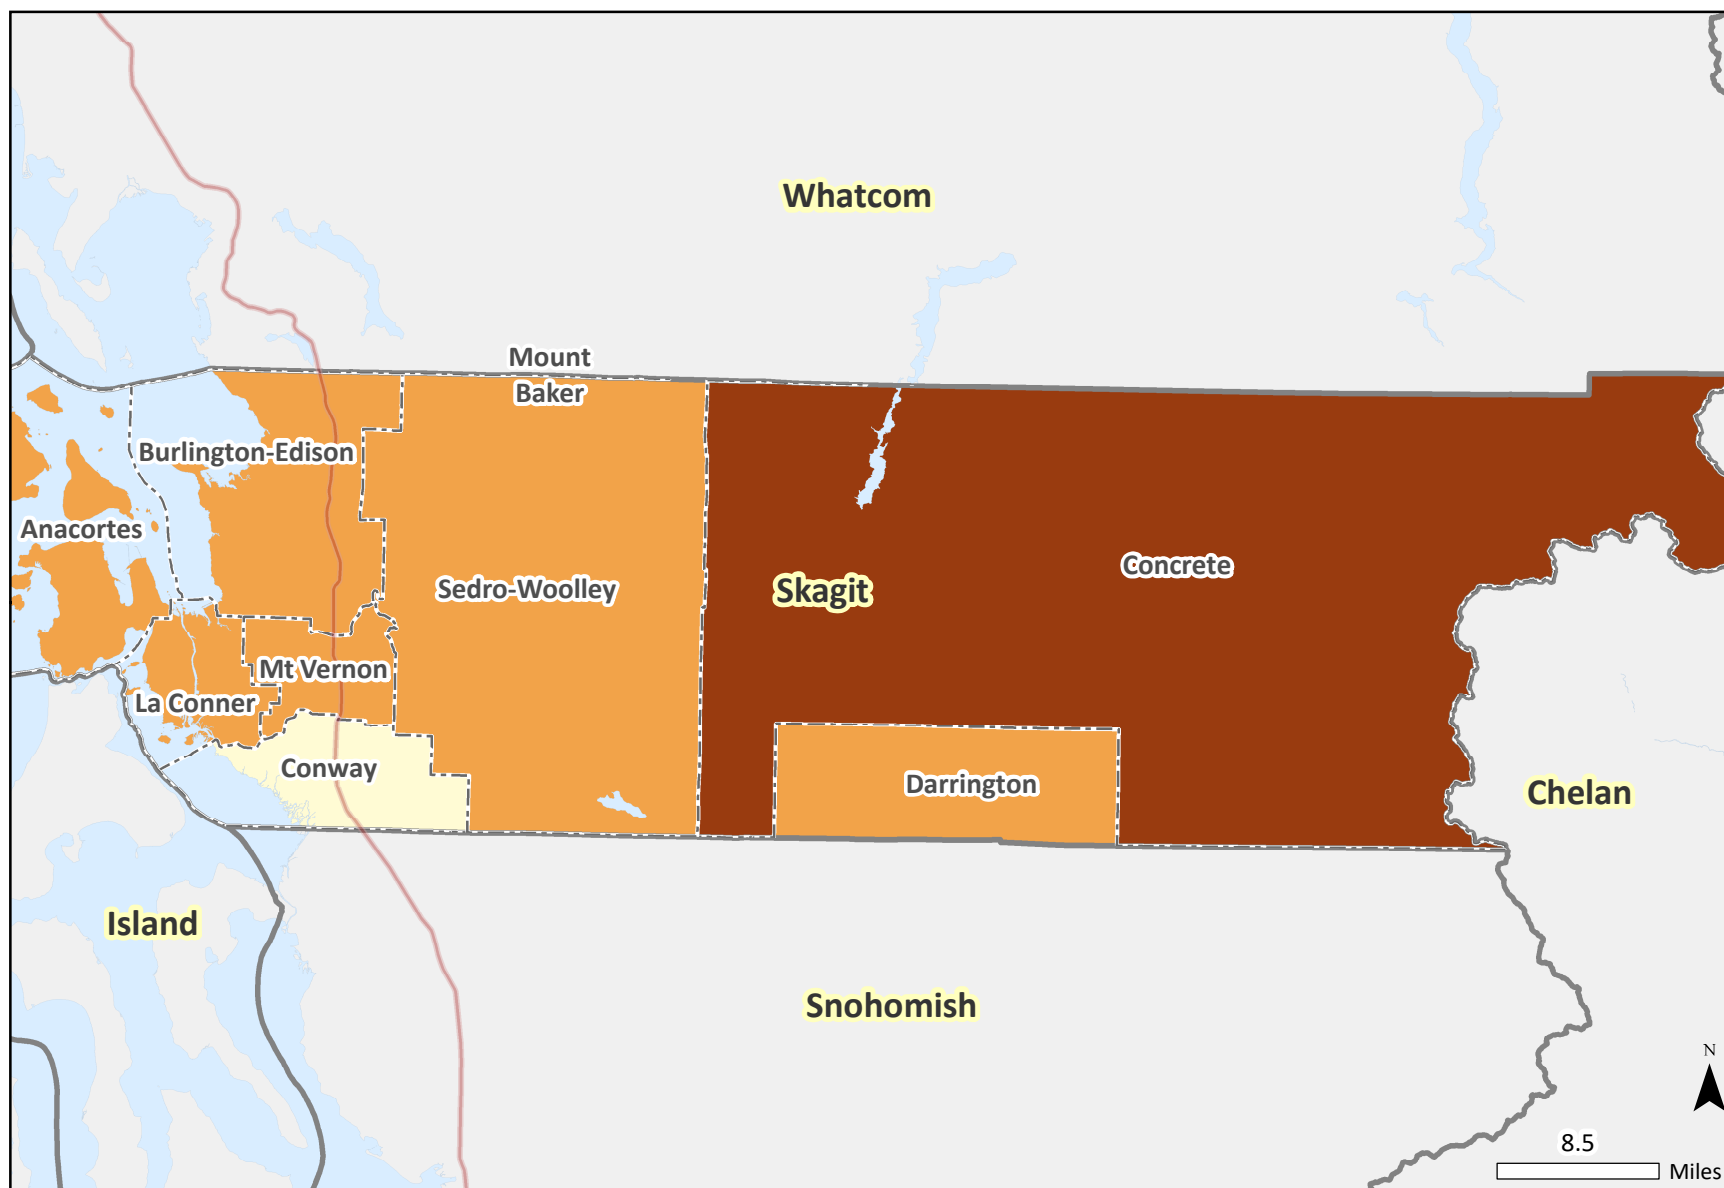 Whatcom
Mount
Baker
Burlington-Edison
Anacortes
Concrete
Sedro-Woolley
Skagit
Mt Vernon
La Conner
Conway
Darrington
Chelan
Island
Snohomish
N
8.5
Miles